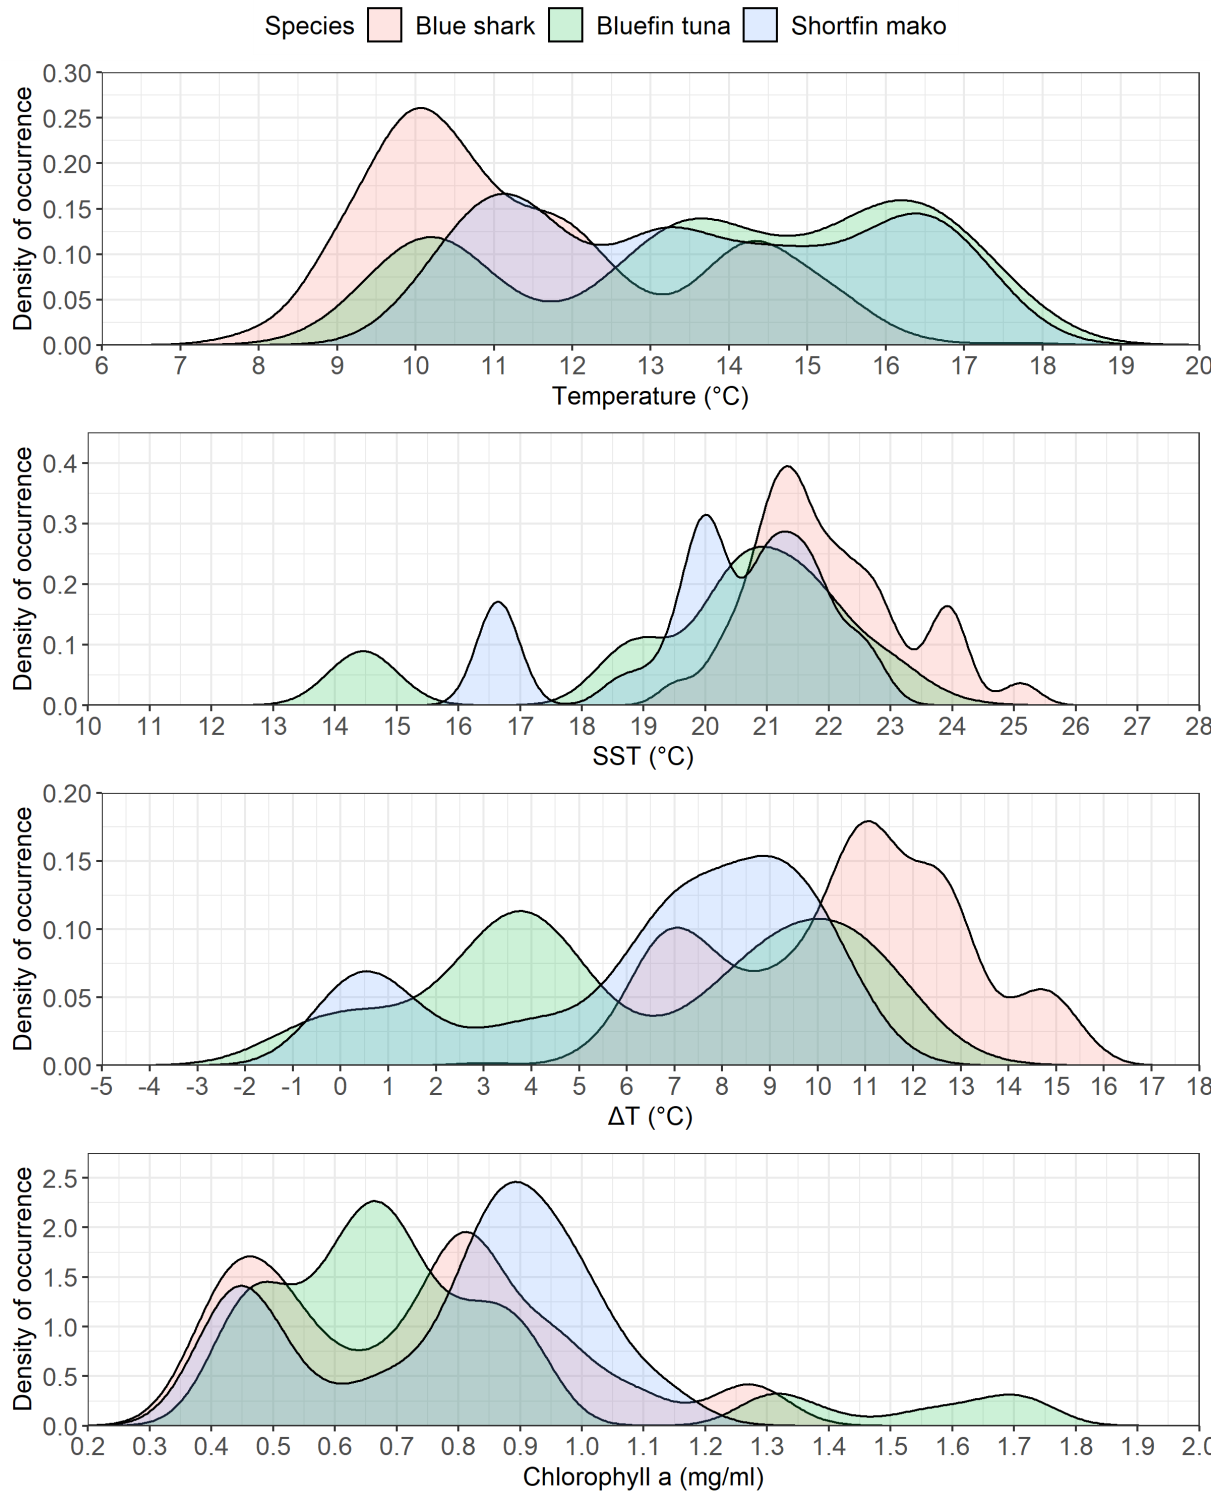 Species Blue shark Bluefin tuna Shortfin mako
Density of occurrence
0.30
0.25
0.20
0.15
0.10
0.05
0.00
6 7 8 9 10 11 12 13 14 15 16 17 18 19 20
Temperature (°C)
Density of occurrence
0.4
0.3
0.2
0.1
0.0
10 11 12 13 14 15 16 17 18 19 20 21 22 23 24 25 26 27 28
SST (°C)
Density of occurrence
0.20
0.15
0.10
0.05
0.00
-5 -4 -3 -2 -1 0 1 2 3 4 5 6 7 8 9 10 11 12 13 14 15 16 17 18
ΔT (°C)
Density of occurrence
2.5
2.0
1.5
1.0
0.5
0.0
0.2 0.3 0.4 0.5 0.6 0.7 0.8 0.9 1.0 1.1 1.2 1.3 1.4 1.5 1.6 1.7 1.8 1.9 2.0
Chlorophyll a (mg/ml)